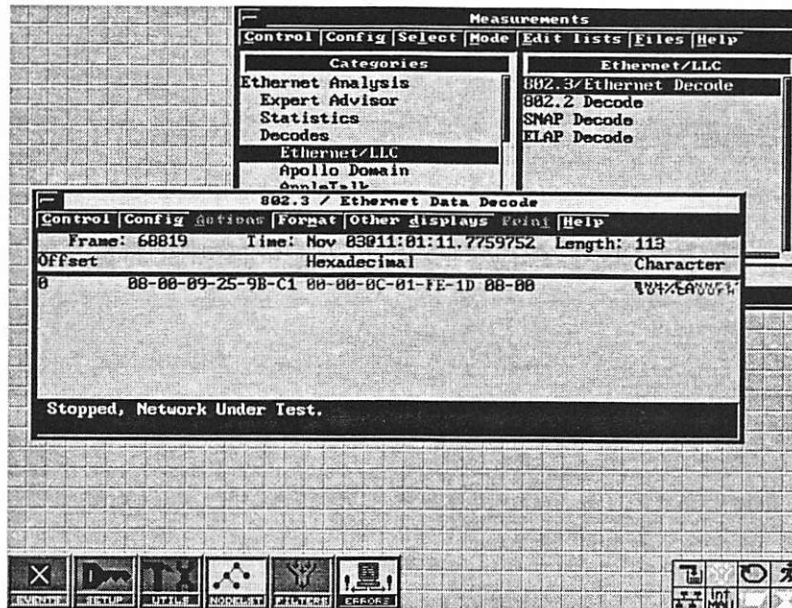 Measurements
Control Config Select Mode Edit lists Files Help
Categories
Ethernet Analysis
Expert Advisor
Statistics
Decodes
Ethernet/LLC
Apollo Domain
AppleTalk
Ethernet/LLC
802.3/Ethernet Decode
802.2 Decode
SNAP Decode
ELAP Decode
802.3 / Ethernet Data Decode
Control Config Actions Format Other displays Print Help
Frame: 68819 Time: Nov 03@11:01:11.7759752 Length: 113
Offset Hexadecimal Character
0 08-00-09-25-9B-C1 00-00-0C-01-FE-1D 08-00
Stopped, Network Under Test.
EVENTS SETUP UTILS NODELST FILTERS ERRORS